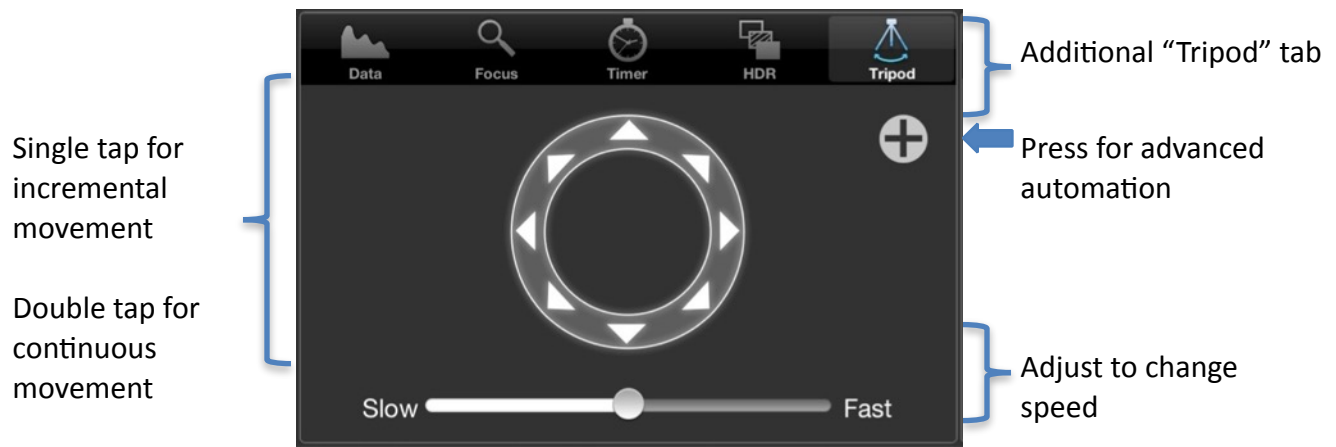 Single tap for
incremental
movement
Double tap for
continuous
movement
Data
Focus
Timer
HDR
Tripod
Slow
Fast
Additional “Tripod” tab
Press for advanced
automation
Adjust to change
speed